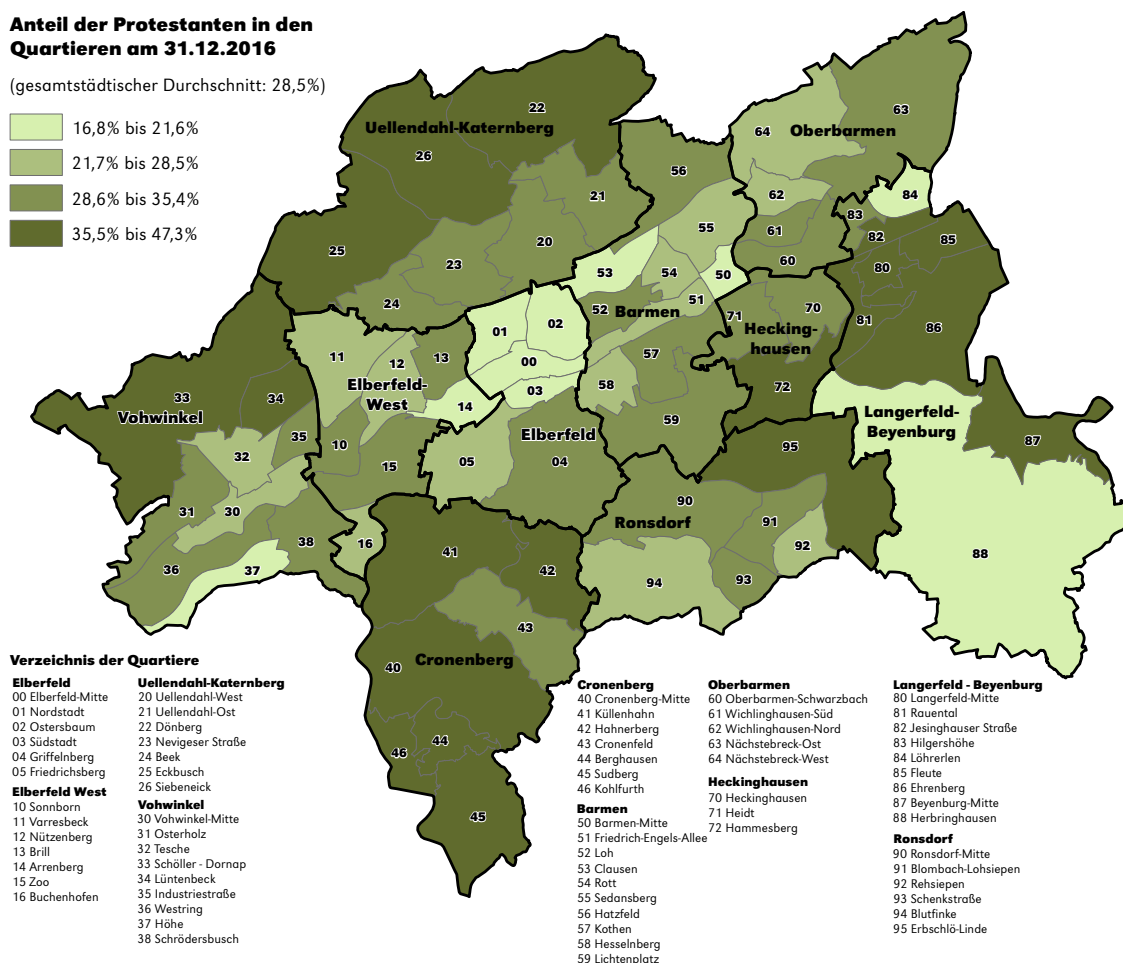 Anteil der Protestanten in den
Quartieren am 31.12.2016
(gesamtstädtischer Durchschnitt: 28,5%)
16,8% bis 21,6%
21,7% bis 28,5%
28,6% bis 35,4%
35,5% bis 47,3%
22
Uellendahl-Katernberg
26
63
64
Oberbarmen
56
21
62
84
83
55
61
82
85
25
20
23
60
80
53
54
50
24
52
51
Barmen
71
70
Hecking-
hausen
81
86
01
02
11
12
13
00
57
72
Elberfeld-
West
03
58
14
33
34
Vohwinkel
35
59
Langerfeld-
Beyenburg
Elberfeld
10
87
32
05
04
95
15
31
30
90
Ronsdorf
91
92
16
38
41
36
37
42
94
93
88
43
40
Cronenberg
44
46
45
Verzeichnis der Quartiere
Elberfeld
00 Elberfeld-Mitte
01 Nordstadt
02 Ostersbaum
03 Südstadt
04 Griffelnberg
05 Friedrichsberg
Elberfeld West
10 Sonnborn
11 Varresbeck
12 Nützenberg
13 Brill
14 Arrenberg
15 Zoo
16 Buchenhofen
Uellendahl-Katernberg
20 Uellendahl-West
21 Uellendahl-Ost
22 Dönberg
23 Nevigeser Straße
24 Beek
25 Eckbusch
26 Siebeneick
Vohwinkel
30 Vohwinkel-Mitte
31 Osterholz
32 Tesche
33 Schöller - Dornap
34 Lüntenbeck
35 Industriestraße
36 Westring
37 Höhe
38 Schrödersbusch
Cronenberg
40 Cronenberg-Mitte
41 Küllenhahn
42 Hahnerberg
43 Cronenfeld
44 Berghausen
45 Sudberg
46 Kohlfurth
Barmen
50 Barmen-Mitte
51 Friedrich-Engels-Allee
52 Loh
53 Clausen
54 Rott
55 Sedansberg
56 Hatzfeld
57 Kothen
58 Hesselnberg
59 Lichtenplatz
Oberbarmen
60 Oberbarmen-Schwarzbach
61 Wichlinghausen-Süd
62 Wichlinghausen-Nord
63 Nächstebreck-Ost
64 Nächstebreck-West
Heckinghausen
70 Heckinghausen
71 Heidt
72 Hammesberg
Langerfeld - Beyenburg
80 Langerfeld-Mitte
81 Rauental
82 Jesinghauser Straße
83 Hilgershöhe
84 Löhrerlen
85 Fleute
86 Ehrenberg
87 Beyenburg-Mitte
88 Herbringhausen
Ronsdorf
90 Ronsdorf-Mitte
91 Blombach-Lohsiepen
92 Rehsiepen
93 Schenkstraße
94 Blutfinke
95 Erbschlö-Linde